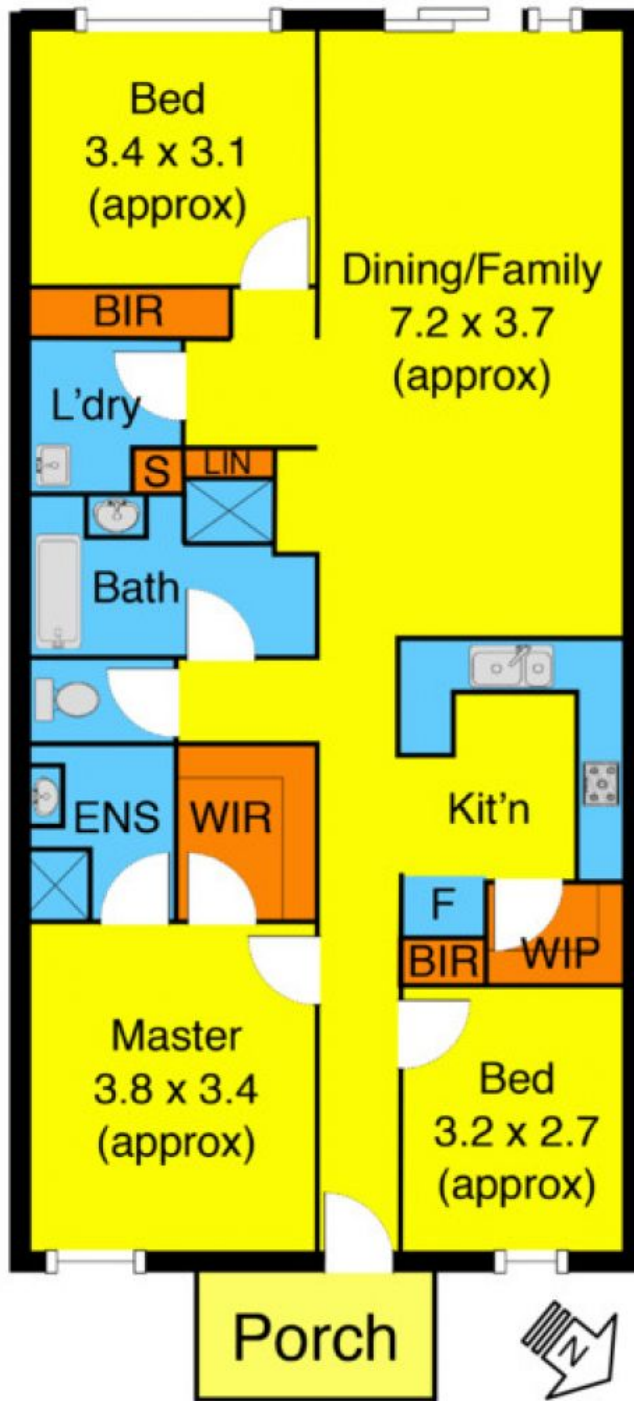 Bed
3.4 x 3.1
(approx)
Dining/Family
7.2 x 3.7
(approx)
BIR
L'dry
S
LIN
Bath
Kit'n
ENS
WIR
F
BIR
WIP
Master
3.8 x 3.4
(approx)
Bed
3.2 x 2.7
(approx)
Porch
N